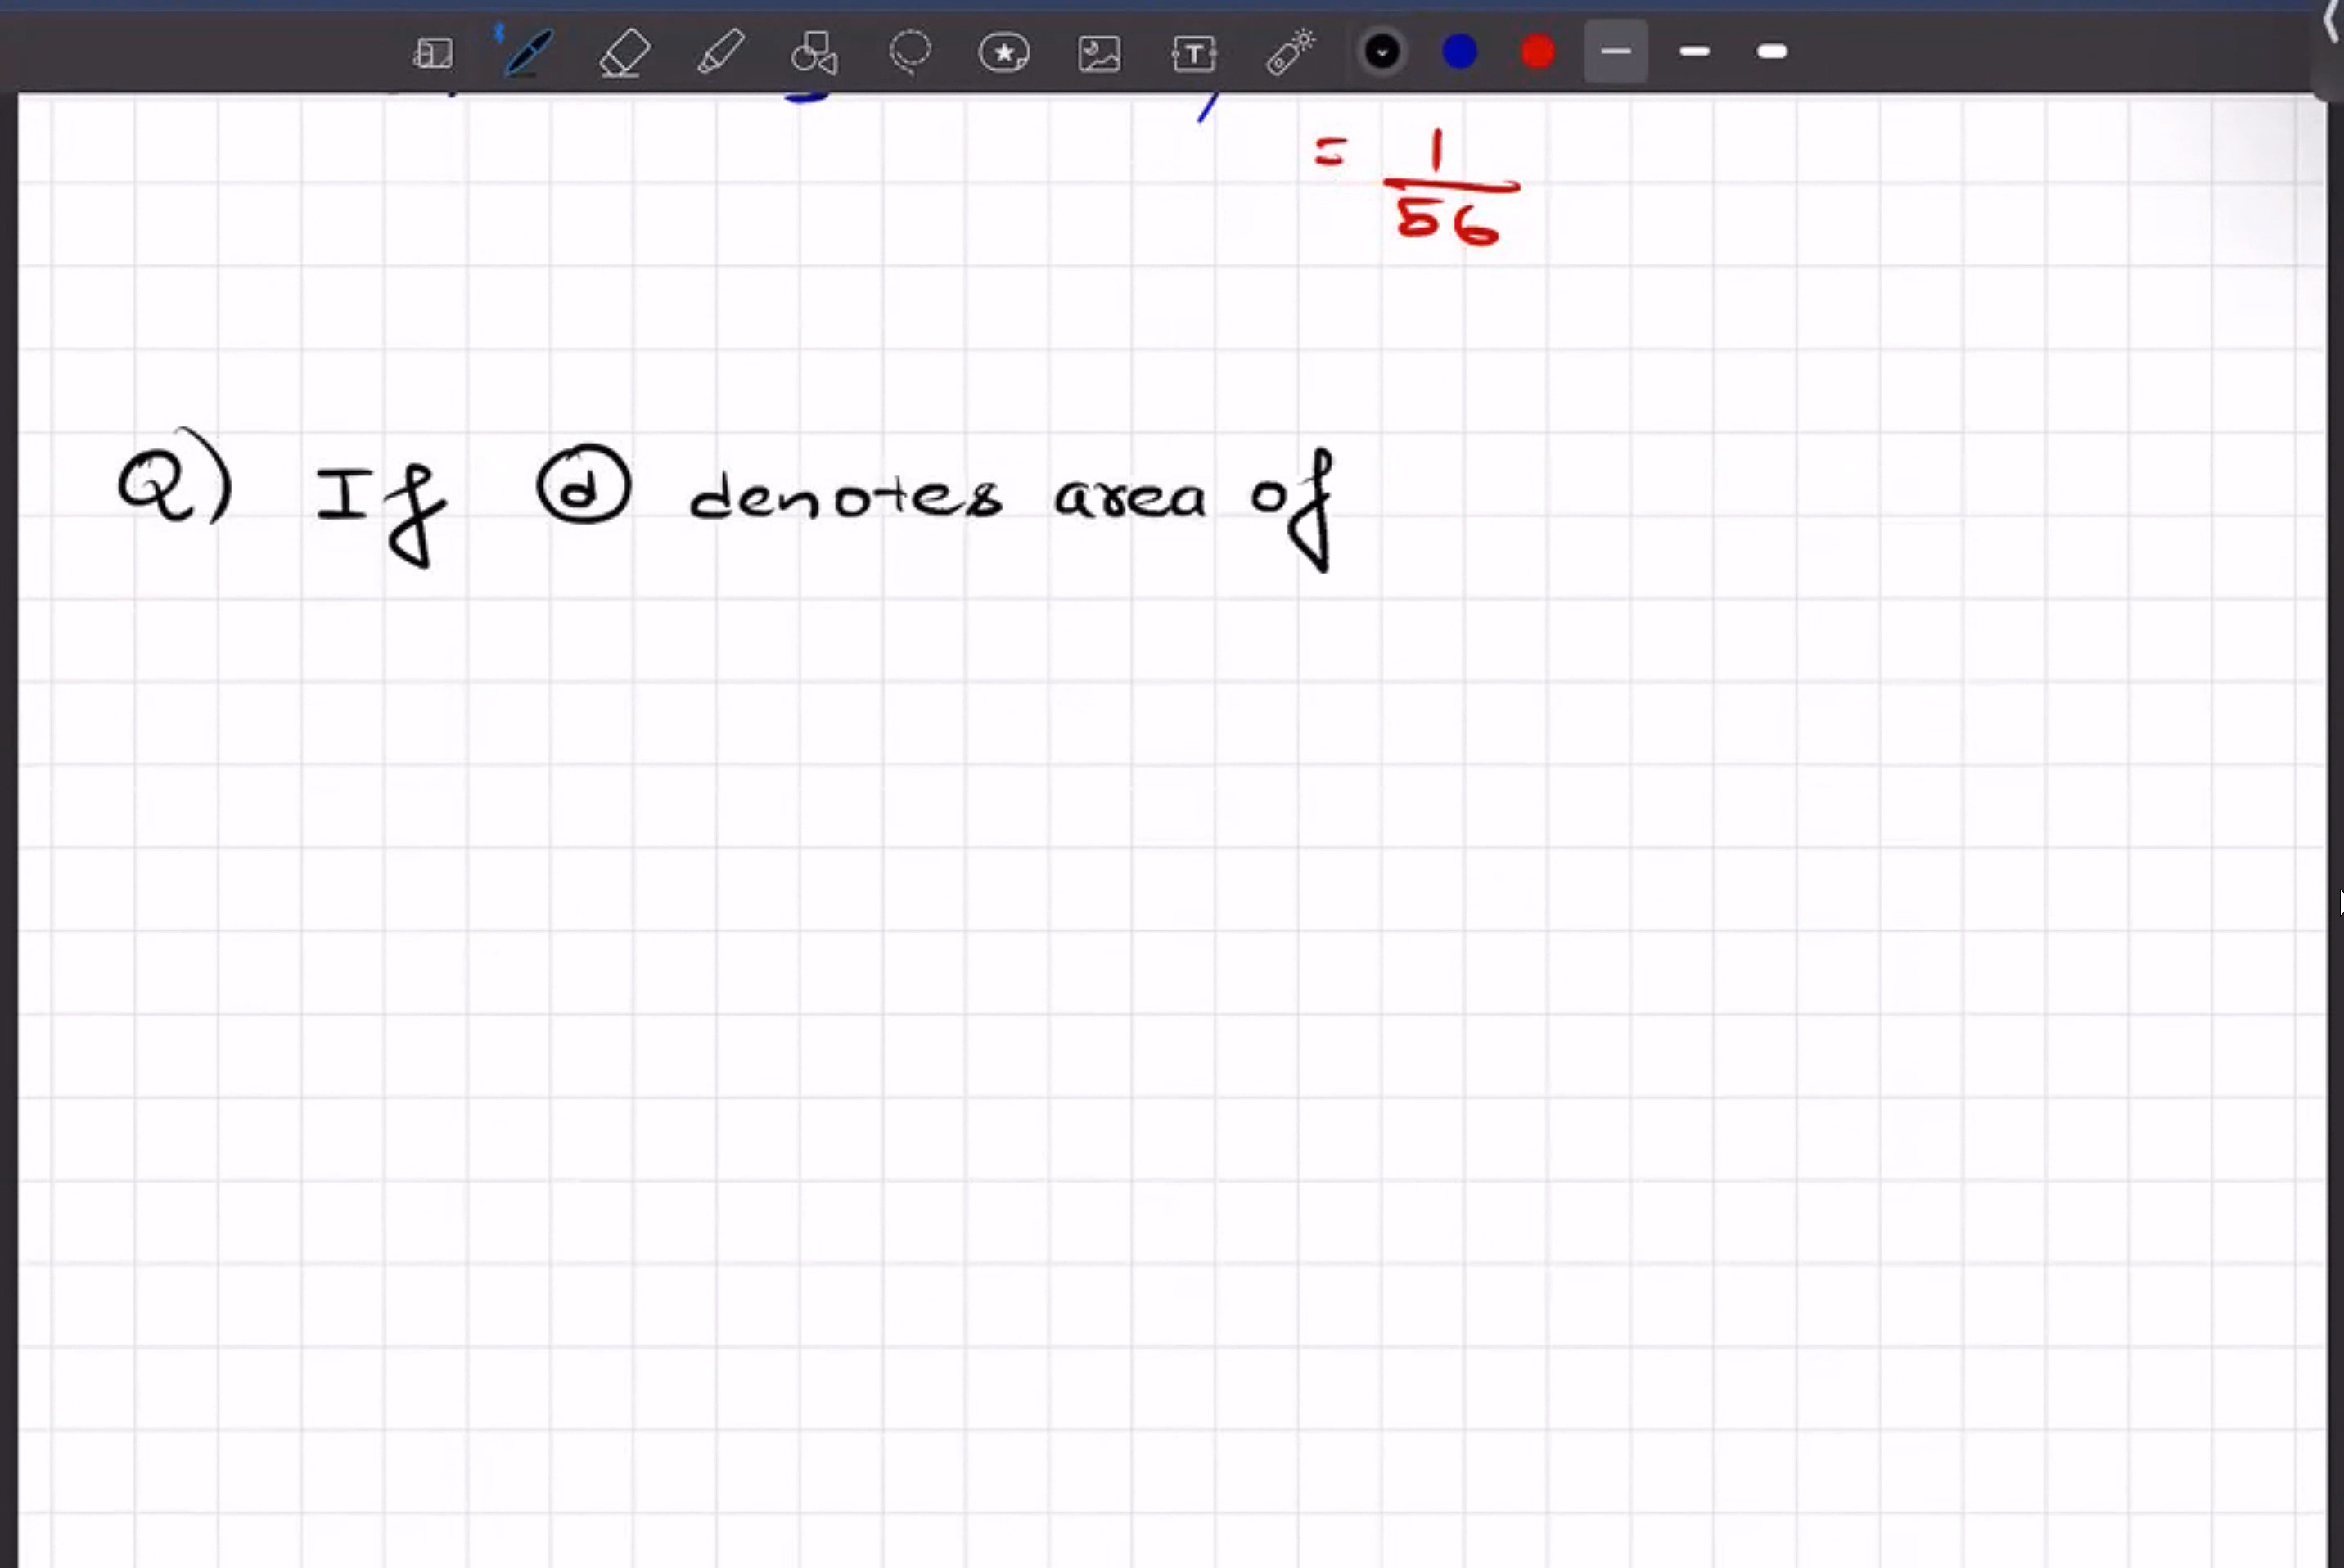 = 1
56
Q) If ⓓ denotes area of